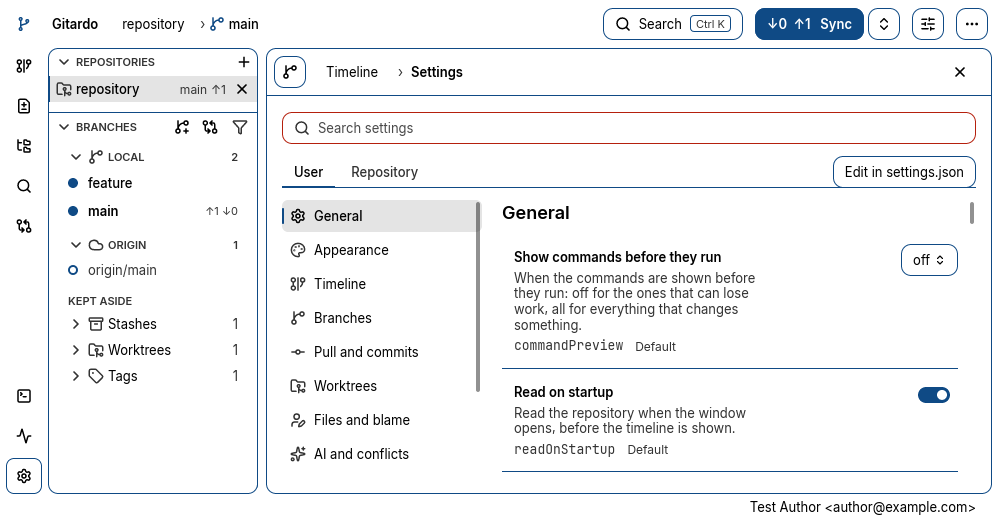 Gitardo
repository
main
Search
Ctrl K
↓0 ↑1 Sync
REPOSITORIES
repository main ↑1
BRANCHES
LOCAL 2
feature
main ↑1 ↓0
ORIGIN 1
origin/main
KEPT ASIDE
Stashes 1
Worktrees 1
Tags 1
Timeline › Settings
Search settings
User Repository
Edit in settings.json
General
Appearance
Timeline
Branches
Pull and commits
Worktrees
Files and blame
AI and conflicts
General
Show commands before they run
off
When the commands are shown before
they run: off for the ones that can lose
work, all for everything that changes
something.
commandPreview Default
Read on startup
Read the repository when the window
opens, before the timeline is shown.
readOnStartup Default
Test Author <author@example.com>